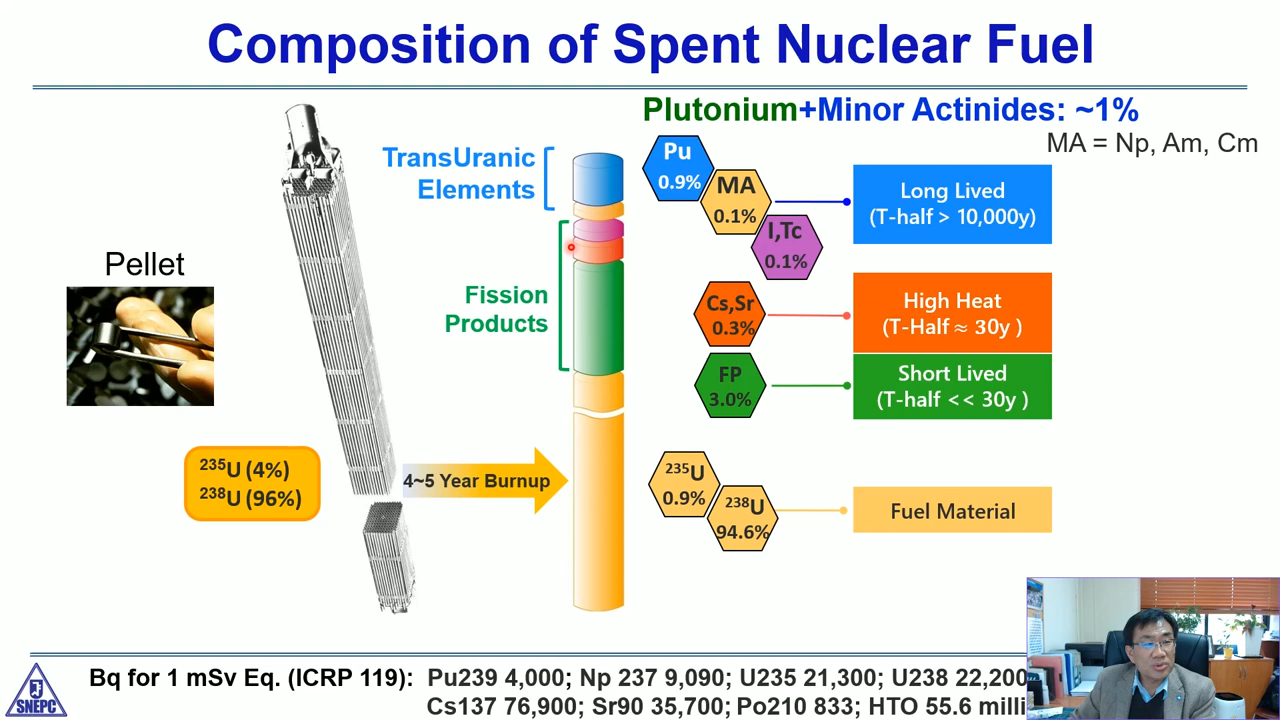 Composition of Spent Nuclear Fuel
Plutonium+Minor Actinides: ~1%
MA = Np, Am, Cm
TransUranic
Elements
Pu
0.9%
MA
0.1%
I,Tc
0.1%
Long Lived
(T-half > 10,000y)
Pellet
Fission
Products
Cs,Sr
0.3%
High Heat
(T-Half ≈ 30y )
FP
3.0%
Short Lived
(T-half << 30y )
²³⁵U (4%)
²³⁸U (96%)
4~5 Year Burnup
²³⁵U
0.9%
²³⁸U
94.6%
Fuel Material
Bq for 1 mSv Eq. (ICRP 119): Pu239 4,000; Np 237 9,090; U235 21,300; U238 22,200
Cs137 76,900; Sr90 35,700; Po210 833; HTO 55.6 milli
SNEPC